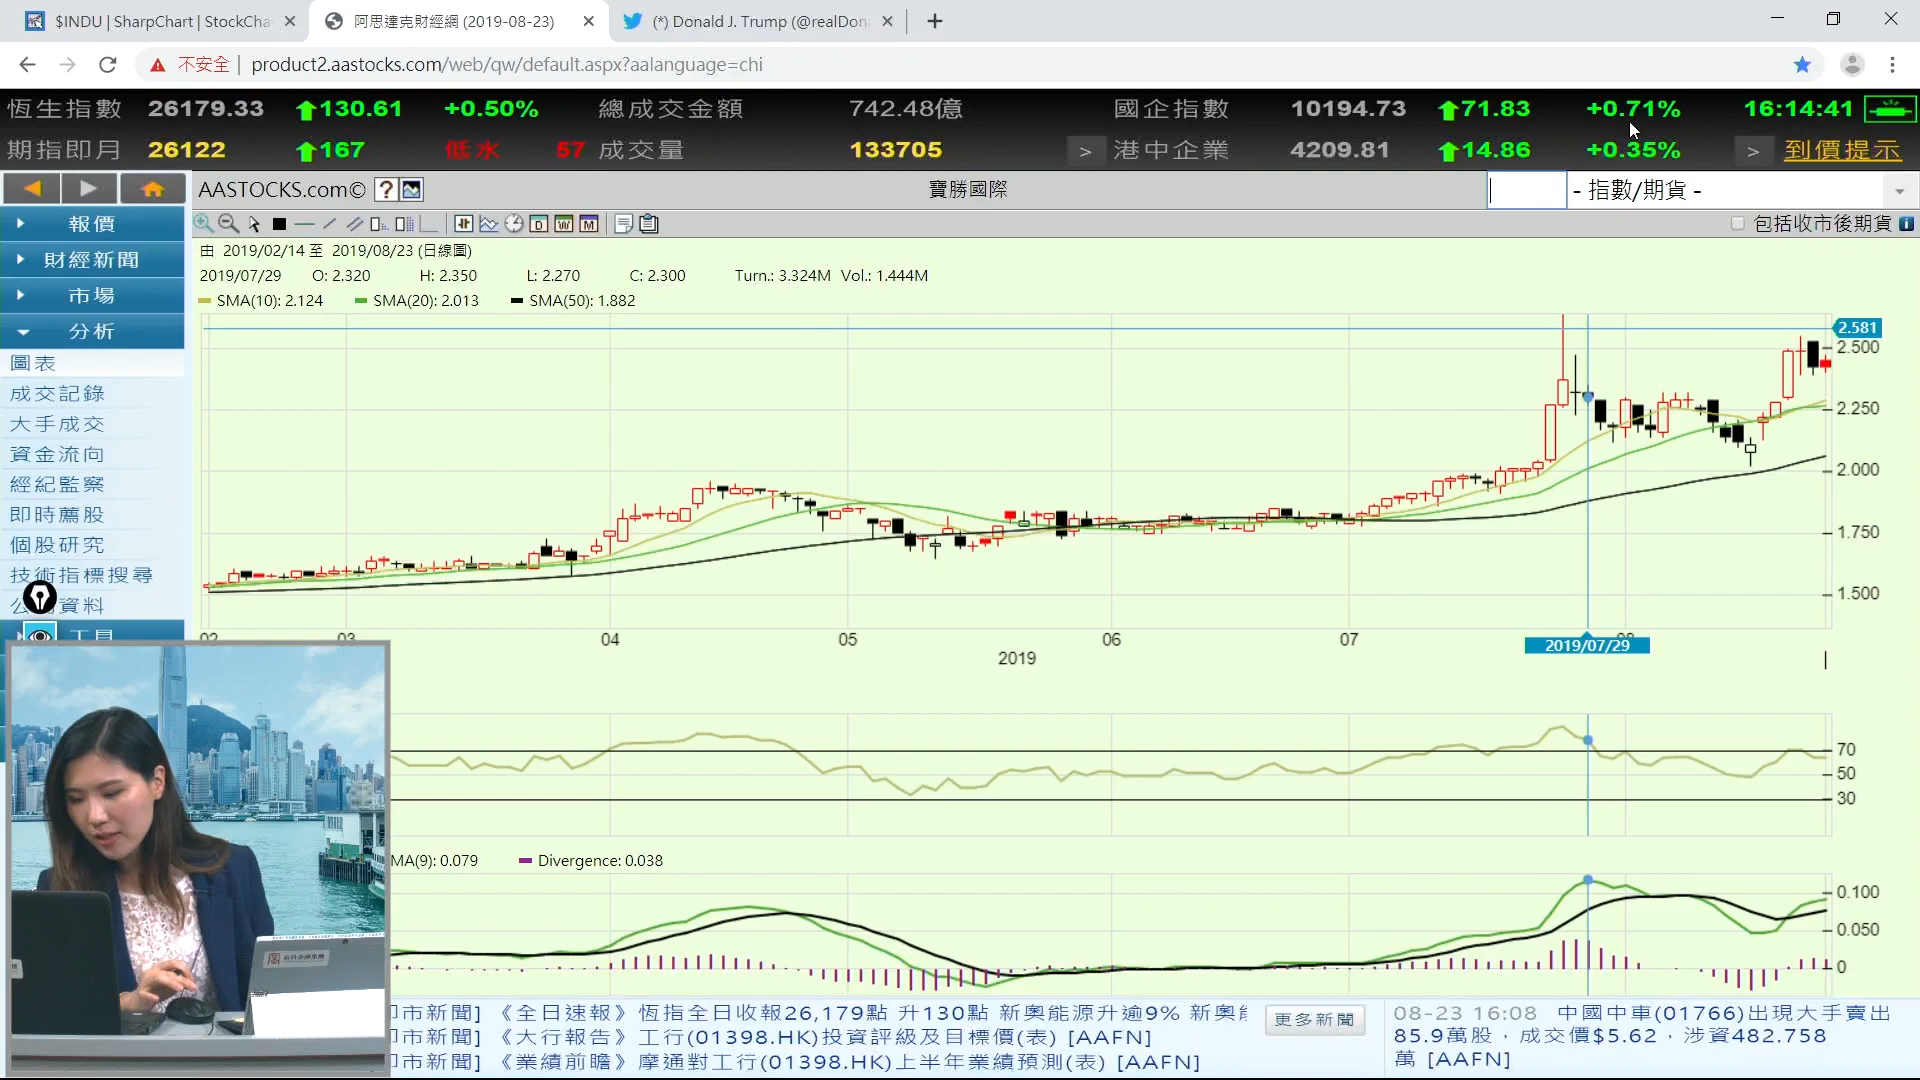 $INDU | SharpChart | StockCha
阿思達克財經網 (2019-08-23)
(*) Donald J. Trump (@realDon
不安全 | product2.aastocks.com/web/qw/default.aspx?aalanguage=chi
恆生指數 26179.33 130.61 +0.50% 總成交金額 742.48億 國企指數 10194.73 71.83 +0.71% 16:14:41
期指即月 26122 167 低水 57 成交量 133705 > 港中企業 4209.81 14.86 +0.35% > 到價提示
AASTOCKS.com© ? 寶勝國際 - 指數/期貨 -
包括收市後期貨 i
報價
財經新聞
市場
分析
圖表
成交記錄
大手成交
資金流向
經紀監察
即時薦股
個股研究
技術指標搜尋
資料
工具
D W M
由 2019/02/14 至 2019/08/23 (日線圖)
2019/07/29 O: 2.320 H: 2.350 L: 2.270 C: 2.300 Turn.: 3.324M Vol.: 1.444M
SMA(10): 2.124 SMA(20): 2.013 SMA(50): 1.882
2.581
2.500
2.250
2.000
1.750
1.500
02 03 04 05 06 07 08
2019/07/29
2019
70
50
30
MA(9): 0.079 Divergence: 0.038
0.100
0.050
0
市新聞] 《全日速報》恆指全日收報26,179點 升130點 新奧能源升逾9% 新奧
市新聞] 《大行報告》工行(01398.HK)投資評級及目標價(表) [AAFN]
市新聞] 《業績前瞻》摩通對工行(01398.HK)上半年業績預測(表) [AAFN]
更多新聞
08-23 16:08 中國中車(01766)出現大手賣出
85.9萬股，成交價$5.62，涉資482.758
萬 [AAFN]